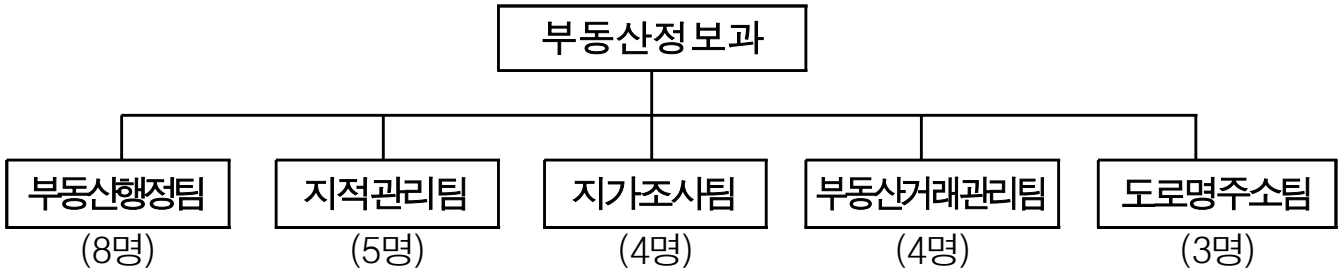 부동산정보과
부동산행정팀 지적관리팀 지가조사팀 부동산거래관리팀 도로명주소팀
(8명) (5명) (4명) (4명) (3명)